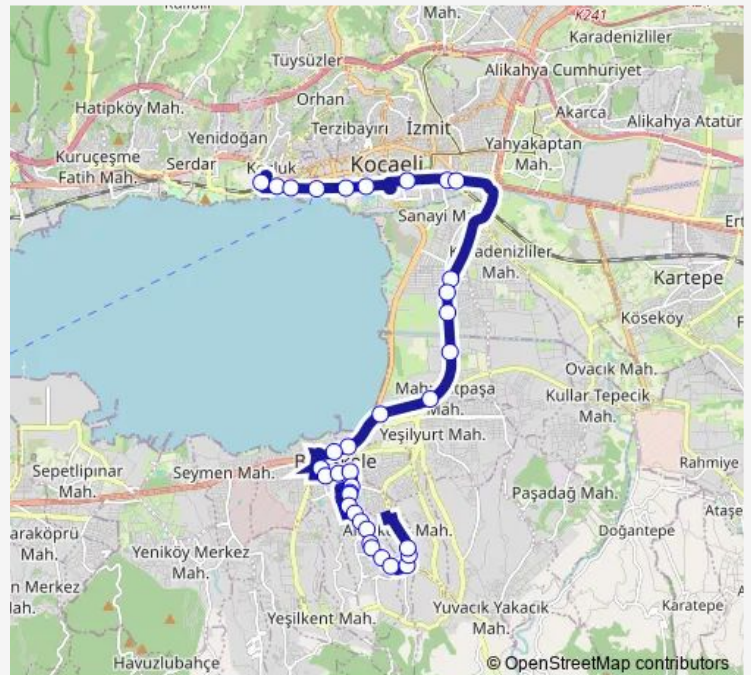 Mah.
K241
Karadenizliler
Tüysüzler
Alikahya Cumhuriyet
Hatipköy Mah.
Orhan
Akarca
Terzibayırı
İzmit
Alikahya Atatür
Yenidoğan
Yahyakaptan
Mah.
Kuruçeşme
Fatih Mah.
Serdar
Kocaeli
Sanayi M
Ert
Mah.
Kartepe
Köseköy
Ovacık Mah.
Mah.
Kullar Tepecik
Mah.
Yeşilyurt Mah.
Sepetlipınar
Mah.
Seymen Mah.
Rahmiye
Paşadağ Mah.
Ataşe
Doğantepe
araköprü
Mah.
Yeniköy Merkez
Mah.
Mah.
n Merkez
Yeşilkent Mah.
Yuvacık Yakacık
Mah.
Karatepe
Havuzlubahçe
© OpenStreetMap contributors